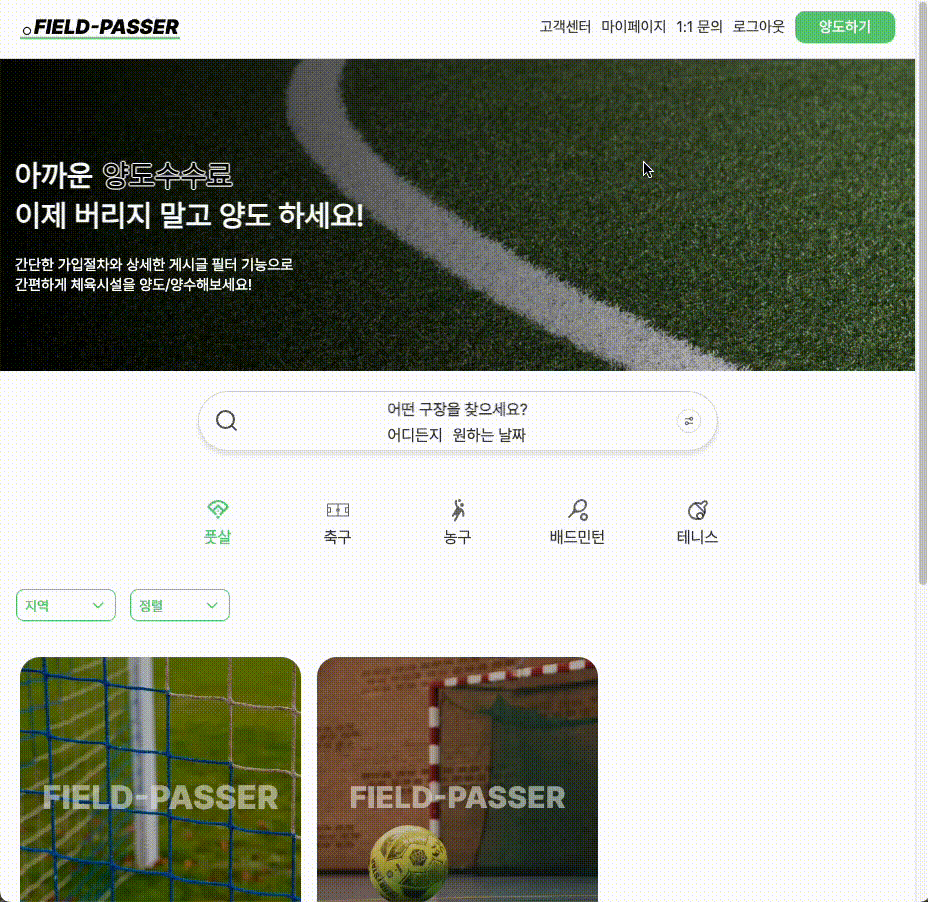 FIELD-PASSER
고객센터 마이페이지 1:1 문의 로그아웃 양도하기
아까운 양도수수료
이제 버리지 말고 양도 하세요!
간단한 가입절차와 상세한 게시글 필터 기능으로
간편하게 체육시설을 양도/양수해보세요!
어떤 구장을 찾으세요?
어디든지 원하는 날짜
풋살 축구 농구 배드민턴 테니스
지역 정렬
FIELD-PASSER FIELD-PASSER